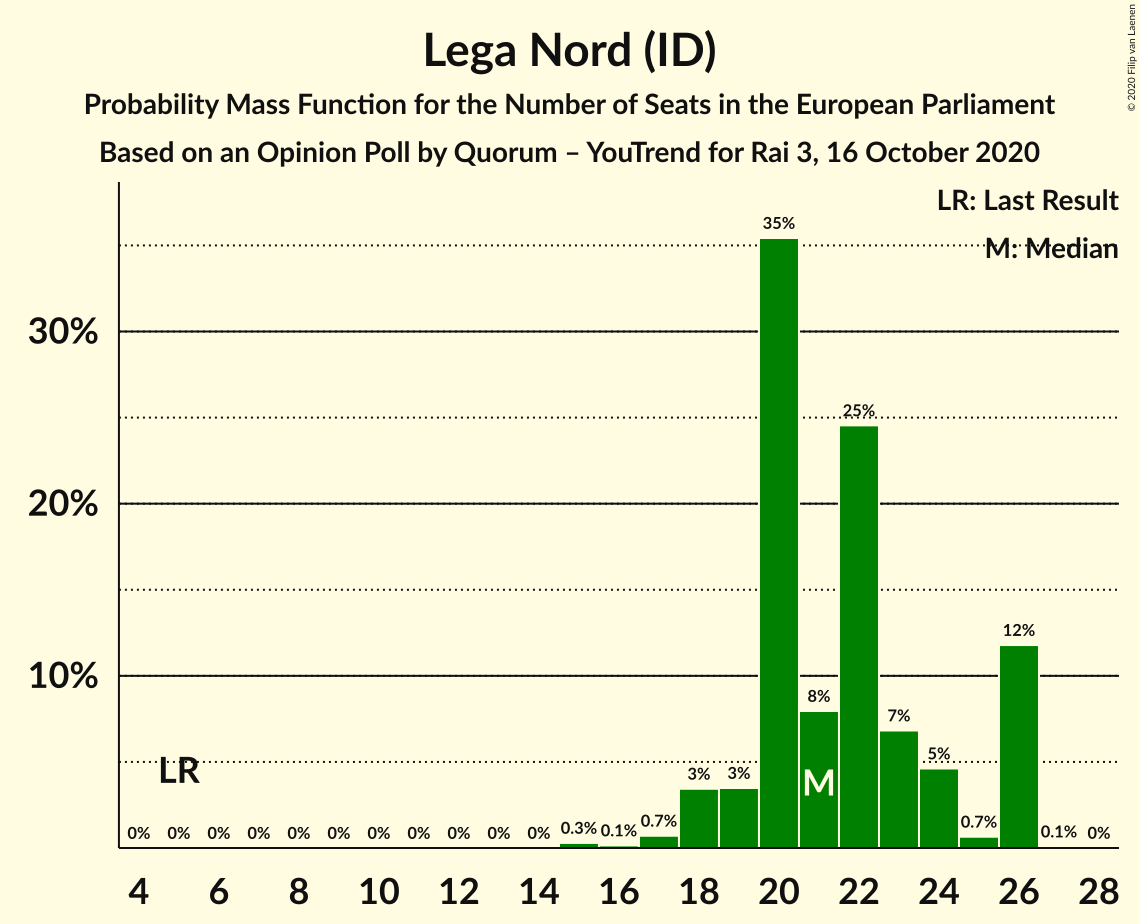 Lega Nord (ID)
Probability Mass Function for the Number of Seats in the European Parliament
Based on an Opinion Poll by Quorum – YouTrend for Rai 3, 16 October 2020
© 2020 Filip van Laenen
LR: Last Result
M: Median
30%
20%
10%
0% 0% 0% 0% 0% 0% 0% 0% 0% 0% 0% 0.3% 0.1% 0.7% 3% 3% 35% 8% 25% 7% 5% 0.7% 12% 0.1% 0%
LR
M
4 6 8 10 12 14 16 18 20 22 24 26 28